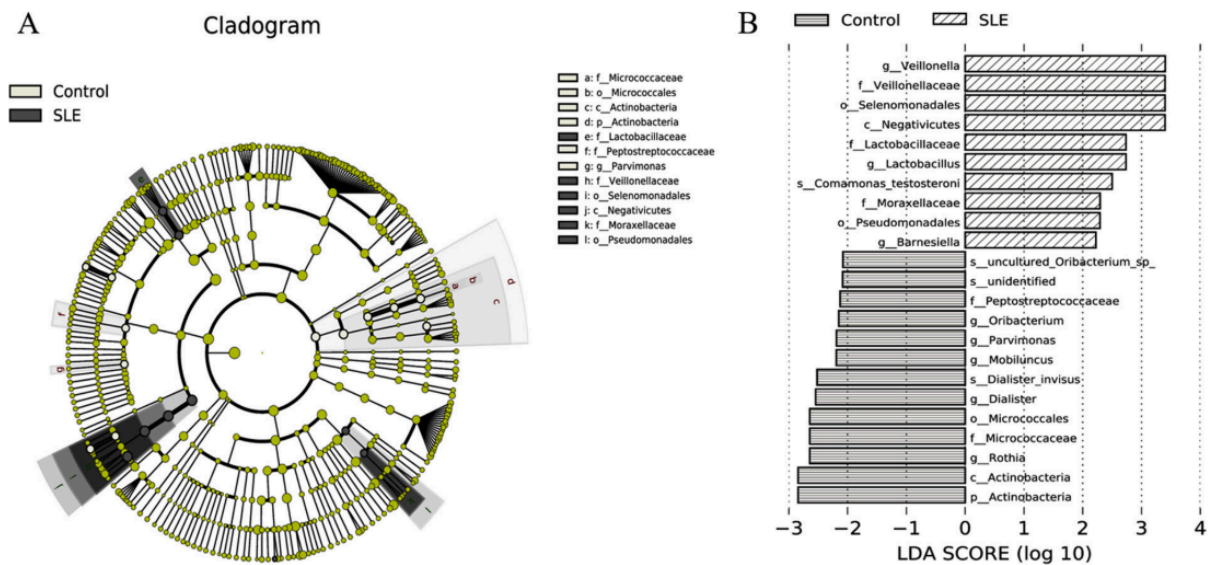 A
Cladogram
Control
SLE
a: f__Micrococcaceae
b: o__Micrococcales
c: c__Actinobacteria
d: p__Actinobacteria
e: f__Lactobacillaceae
f: f__Peptostreptococcaceae
g: g__Parvimonas
h: f__Veillonellaceae
i: o__Selenomonadales
j: c__Negativicutes
k: f__Moraxellaceae
l: o__Pseudomonadales
e
d
b
a
c
f
g
j
l
B
Control
SLE
g__Veillonella
f__Veillonellaceae
o__Selenomonadales
c__Negativicutes
f__Lactobacillaceae
g__Lactobacillus
s__Comamonas_testosteroni
f__Moraxellaceae
o__Pseudomonadales
g__Barnesiella
s__uncultured_Oribacterium_sp_
s__unidentified
f__Peptostreptococcaceae
g__Oribacterium
g__Parvimonas
g__Mobiluncus
s__Dialister_invisus
g__Dialister
o__Micrococcales
f__Micrococcaceae
g__Rothia
c__Actinobacteria
p__Actinobacteria
−3 −2 −1 0 1 2 3 4
LDA SCORE (log 10)